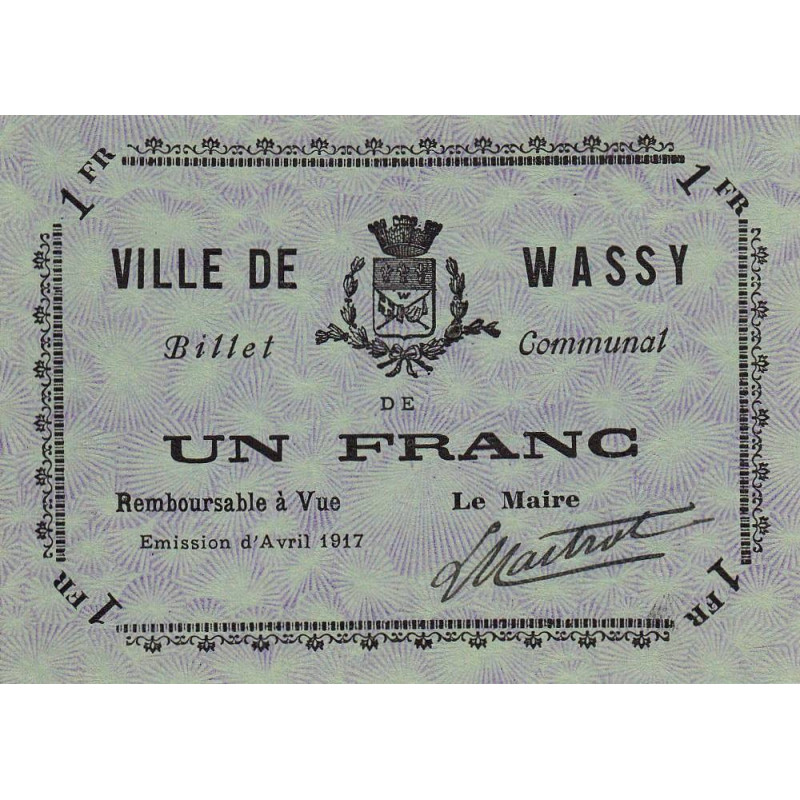 1 FR
1 FR
VILLE DE WASSY
W
Billet Communal
DE
UN FRANC
Remboursable à Vue
Le Maire
Emission d'Avril 1917
1 FR
1 FR